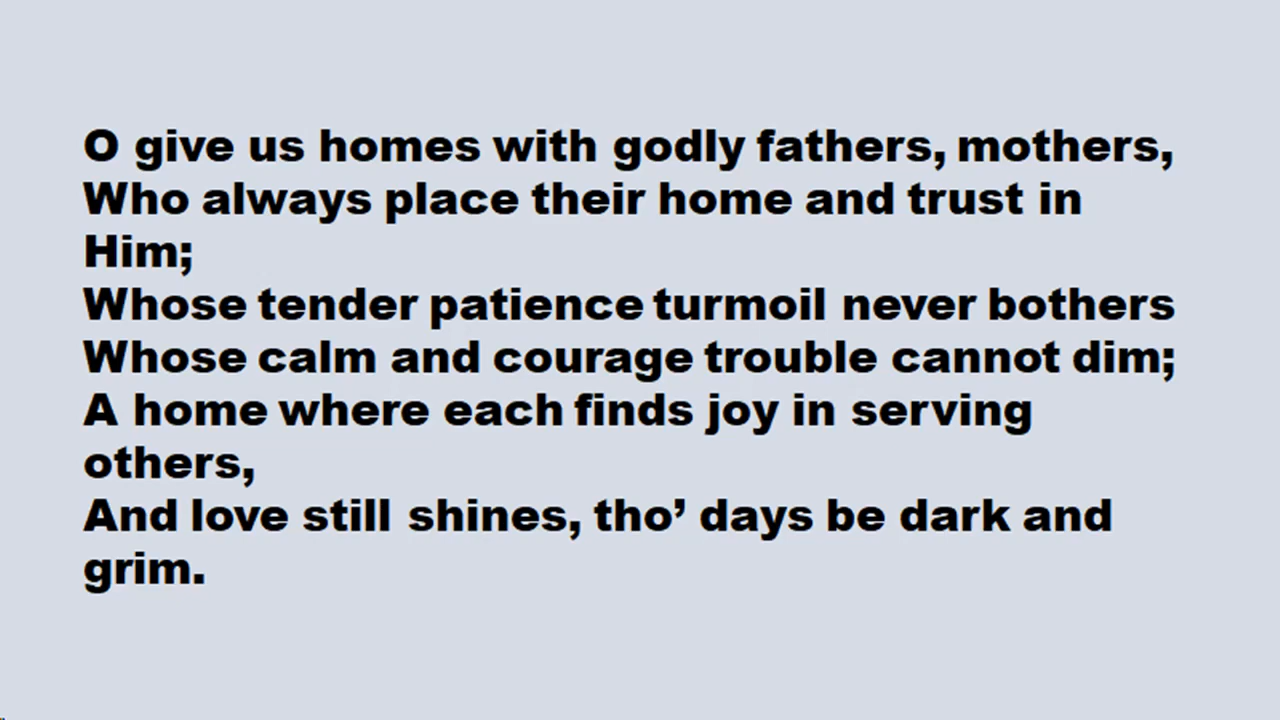 O give us homes with godly fathers, mothers,
Who always place their home and trust in
Him;
Whose tender patience turmoil never bothers
Whose calm and courage trouble cannot dim;
A home where each finds joy in serving
others,
And love still shines, tho’ days be dark and
grim.